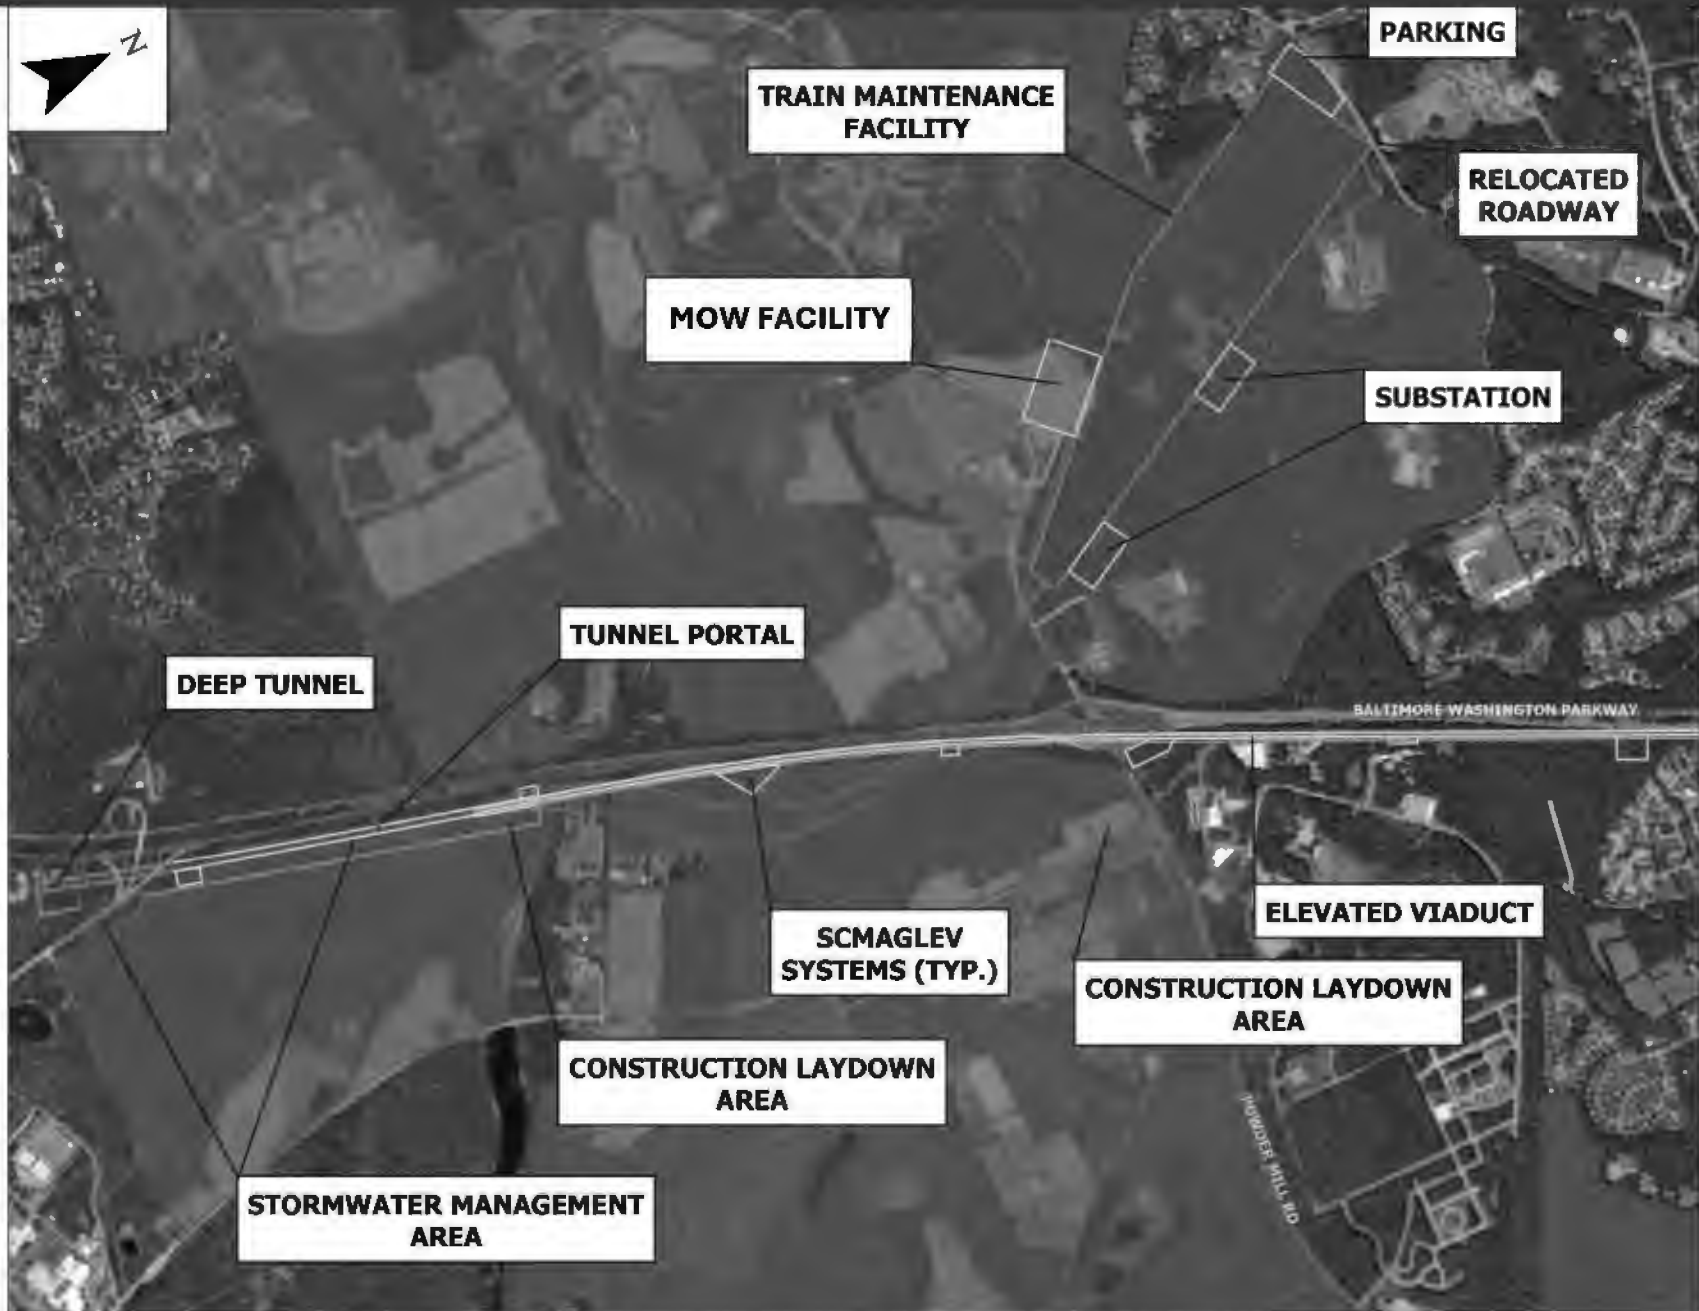 N
PARKING
TRAIN MAINTENANCE
FACILITY
RELOCATED
ROADWAY
MOW FACILITY
SUBSTATION
TUNNEL PORTAL
DEEP TUNNEL
BALTIMORE WASHINGTON PARKWAY
ELEVATED VIADUCT
SCMAGLEV
SYSTEMS (TYP.)
CONSTRUCTION LAYDOWN
AREA
CONSTRUCTION LAYDOWN
AREA
POWDER MILL RD
STORMWATER MANAGEMENT
AREA